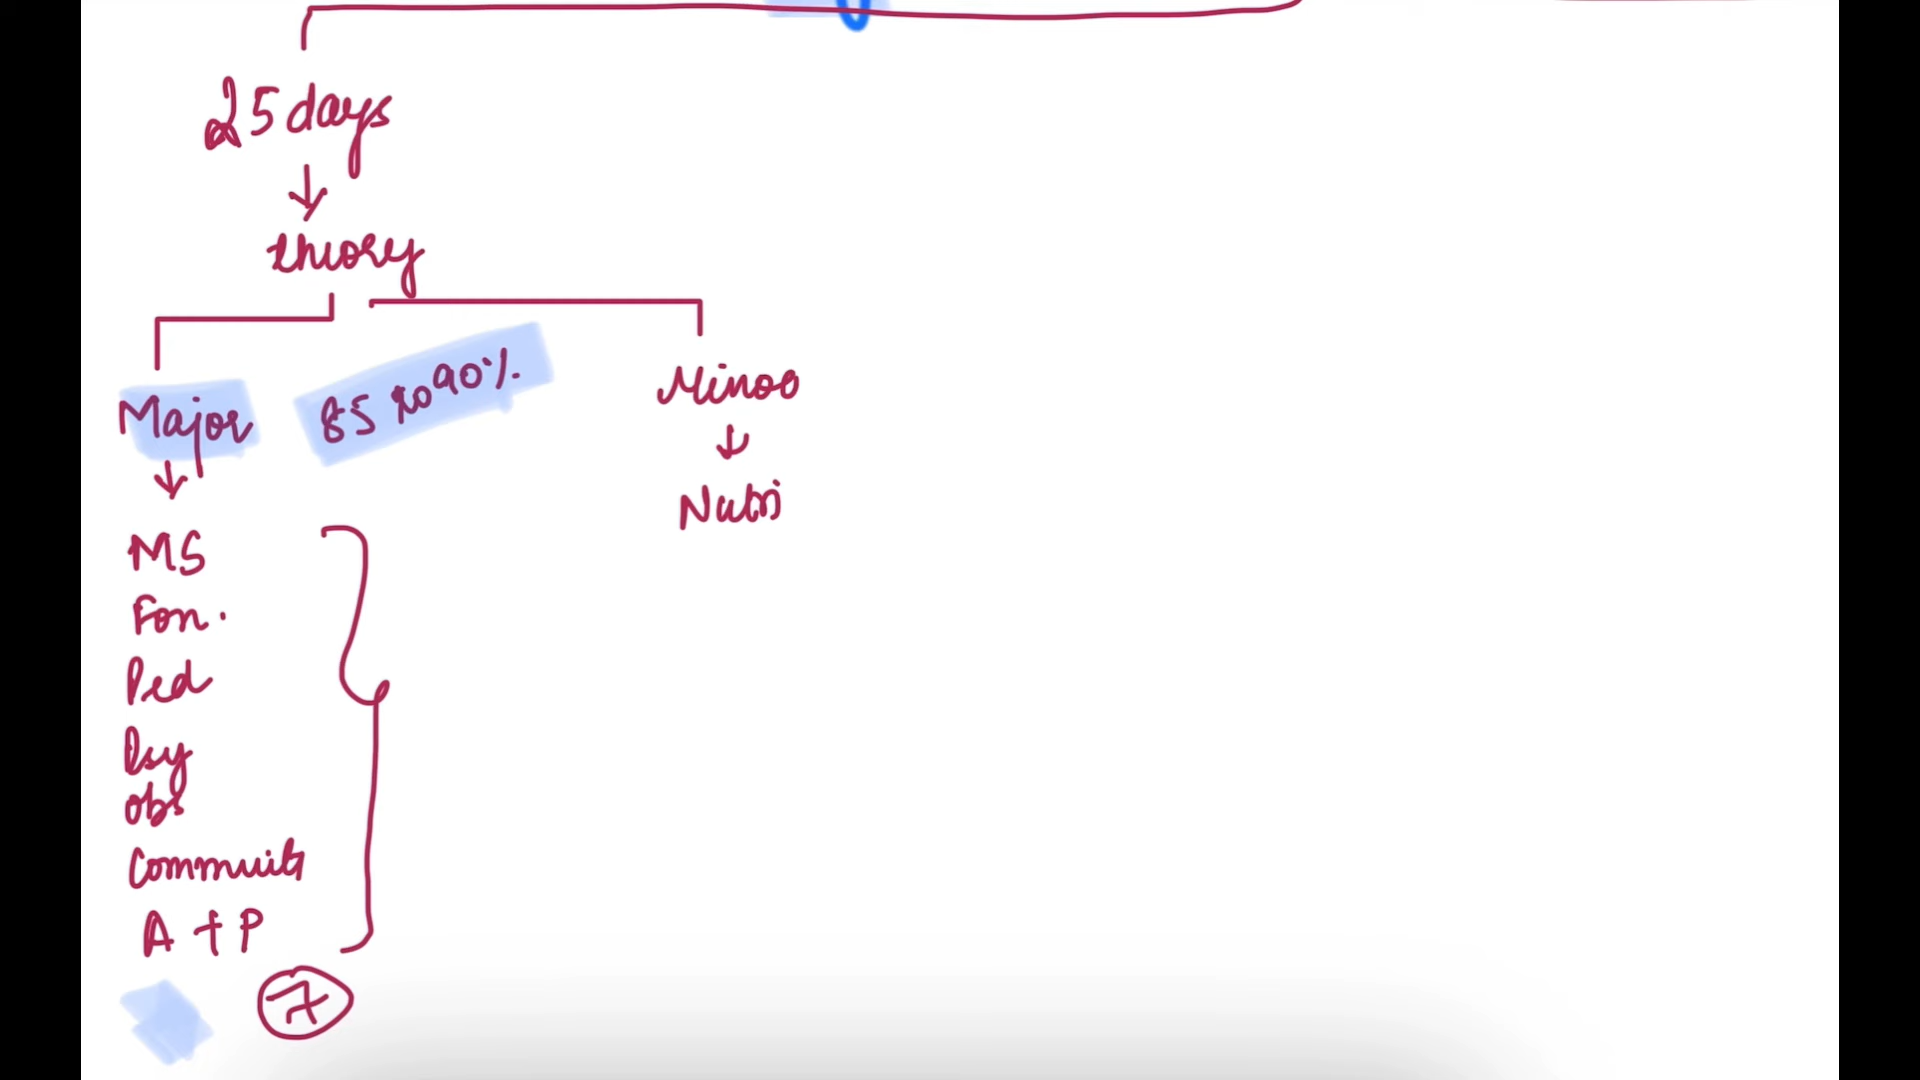 25 days
↓
theory
Major 85 to 90% Minor
↓ ↓
MS Nutri
Fon.
Ped
Psy
Obs
Communit
A + P
7